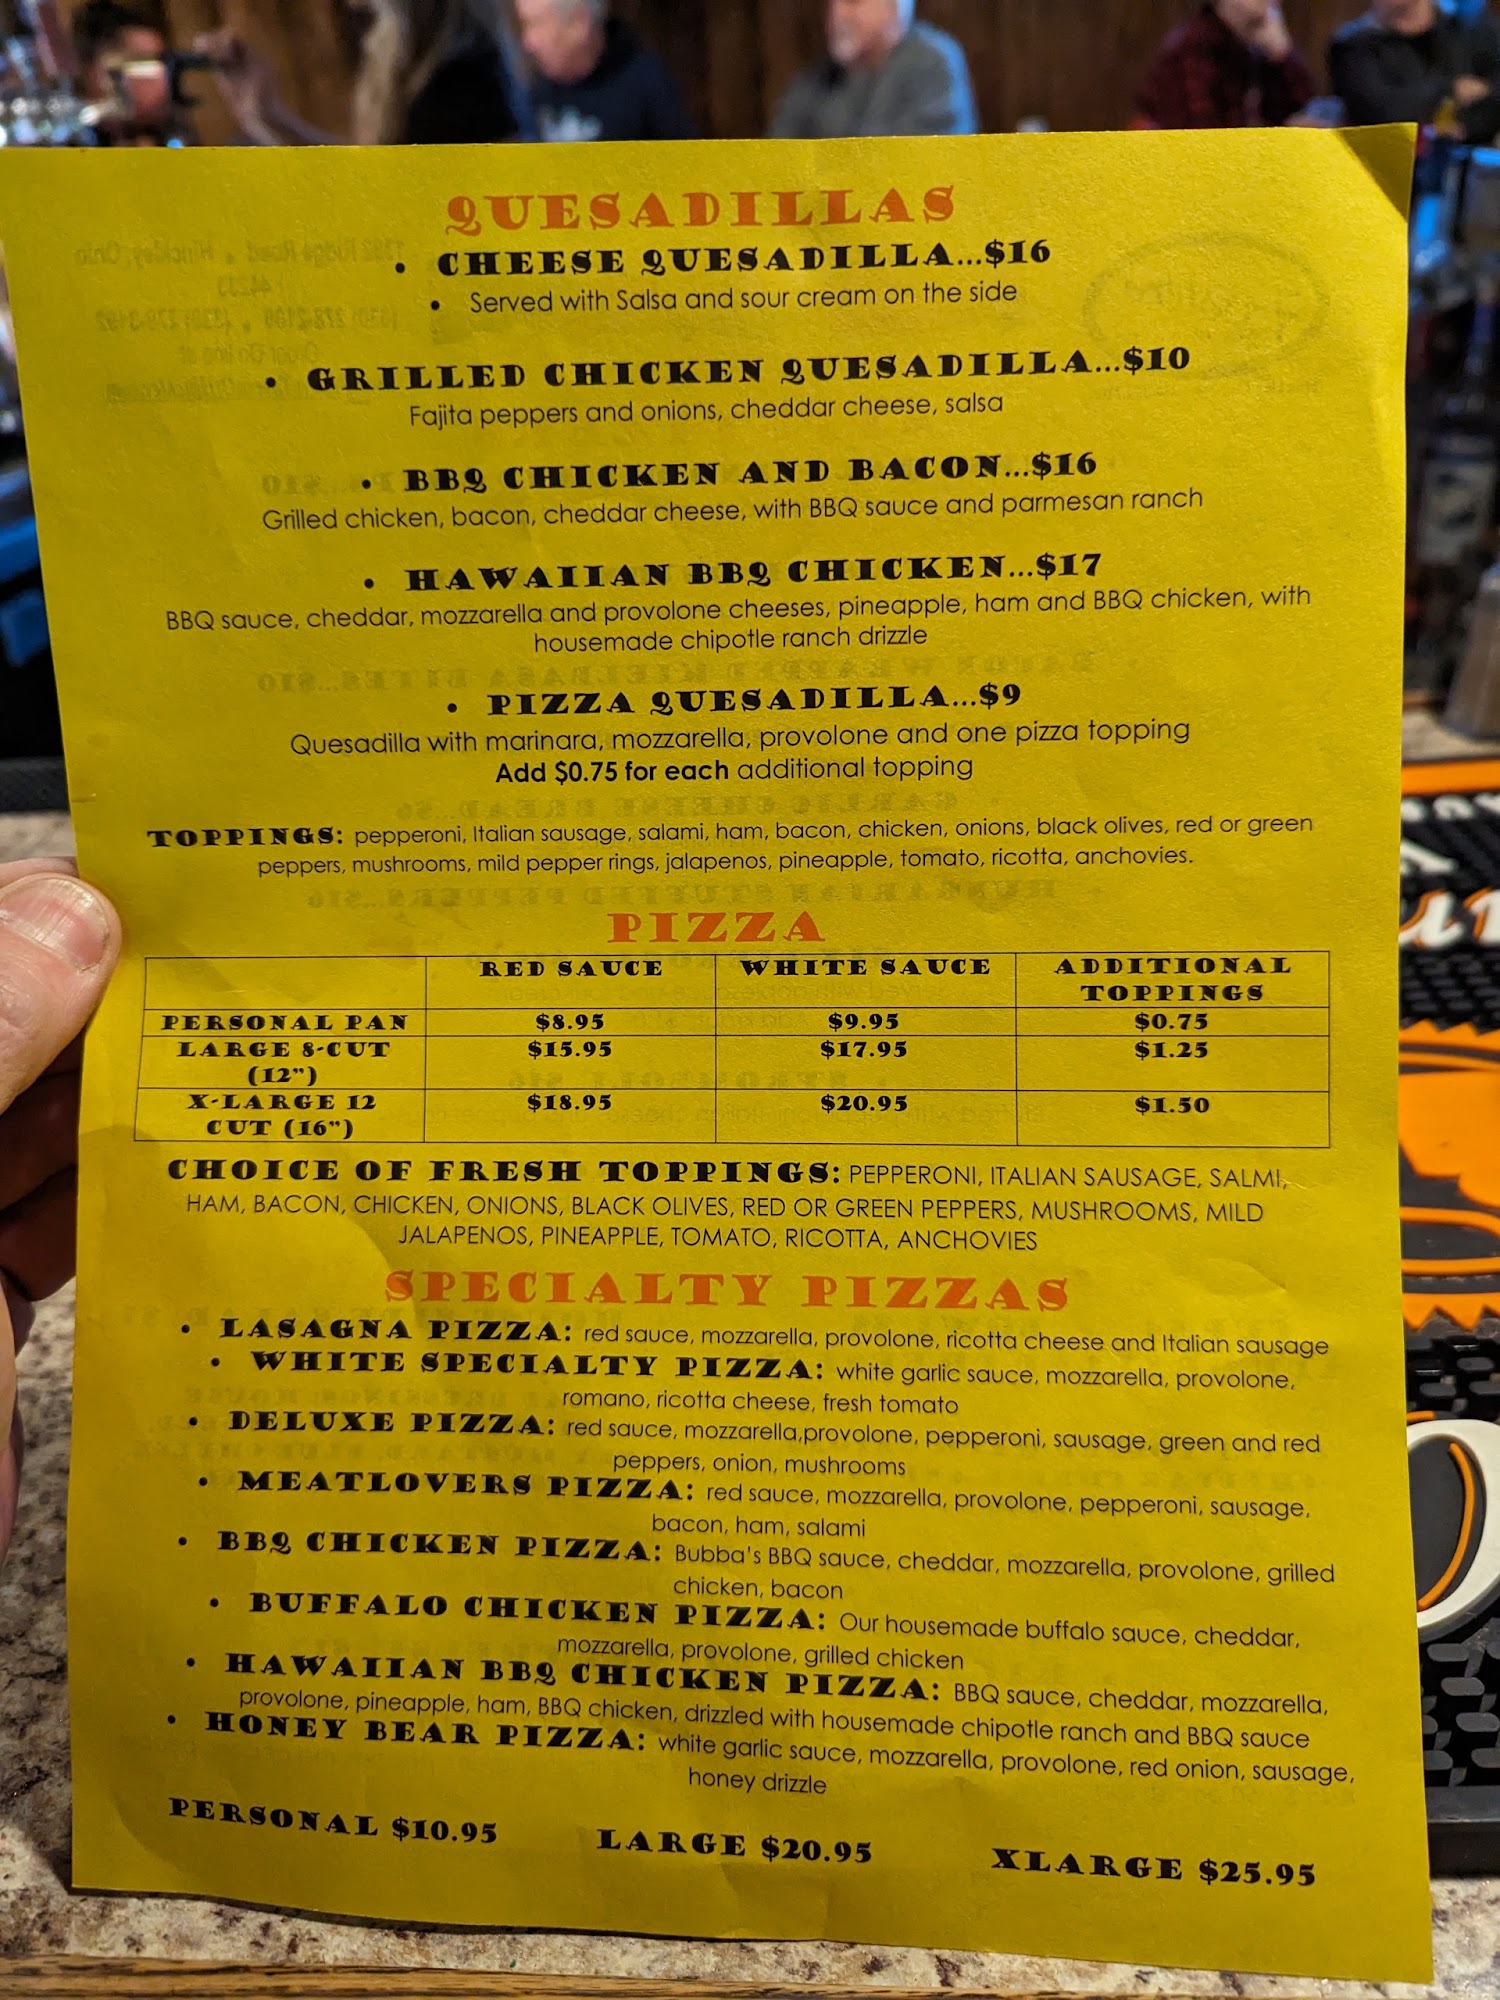 QUESADILLAS
• CHEESE QUESADILLA...$16
• Served with Salsa and sour cream on the side
• GRILLED CHICKEN QUESADILLA...$10
Fajita peppers and onions, cheddar cheese, salsa
• BBQ CHICKEN AND BACON...$16
Grilled chicken, bacon, cheddar cheese, with BBQ sauce and parmesan ranch
• HAWAIIAN BBQ CHICKEN...$17
BBQ sauce, cheddar, mozzarella and provolone cheeses, pineapple, ham and BBQ chicken, with
housemade chipotle ranch drizzle
• PIZZA QUESADILLA...$9
Quesadilla with marinara, mozzarella, provolone and one pizza topping
Add $0.75 for each additional topping
TOPPINGS: pepperoni, Italian sausage, salami, ham, bacon, chicken, onions, black olives, red or green
peppers, mushrooms, mild pepper rings, jalapenos, pineapple, tomato, ricotta, anchovies.
PIZZA
RED SAUCE WHITE SAUCE ADDITIONAL
TOPPINGS
PERSONAL PAN $8.95 $9.95 $0.75
LARGE 8-CUT $15.95 $17.95 $1.25
(12")
X-LARGE 12 $18.95 $20.95 $1.50
CUT (16")
CHOICE OF FRESH TOPPINGS: PEPPERONI, ITALIAN SAUSAGE, SALMI,
HAM, BACON, CHICKEN, ONIONS, BLACK OLIVES, RED OR GREEN PEPPERS, MUSHROOMS, MILD
JALAPENOS, PINEAPPLE, TOMATO, RICOTTA, ANCHOVIES
SPECIALTY PIZZAS
• LASAGNA PIZZA: red sauce, mozzarella, provolone, ricotta cheese and Italian sausage
• WHITE SPECIALTY PIZZA: white garlic sauce, mozzarella, provolone,
romano, ricotta cheese, fresh tomato
• DELUXE PIZZA: red sauce, mozzarella,provolone, pepperoni, sausage, green and red
peppers, onion, mushrooms
• MEATLOVERS PIZZA: red sauce, mozzarella, provolone, pepperoni, sausage,
bacon, ham, salami
• BBQ CHICKEN PIZZA: Bubba's BBQ sauce, cheddar, mozzarella, provolone, grilled
chicken, bacon
• BUFFALO CHICKEN PIZZA: Our housemade buffalo sauce, cheddar,
mozzarella, provolone, grilled chicken
• HAWAIIAN BBQ CHICKEN PIZZA: BBQ sauce, cheddar, mozzarella,
provolone, pineapple, ham, BBQ chicken, drizzled with housemade chipotle ranch and BBQ sauce
• HONEY BEAR PIZZA: white garlic sauce, mozzarella, provolone, red onion, sausage,
honey drizzle
PERSONAL $10.95 LARGE $20.95 XLARGE $25.95